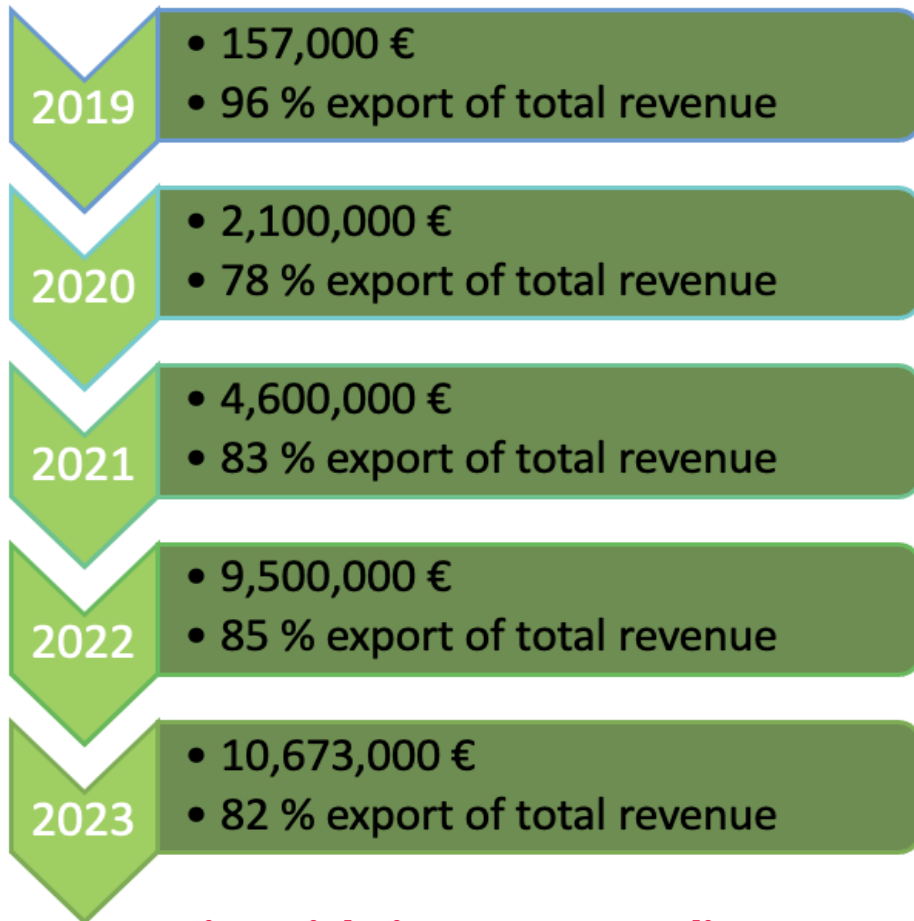 2019
• 157,000 €
• 96 % export of total revenue
2020
• 2,100,000 €
• 78 % export of total revenue
2021
• 4,600,000 €
• 83 % export of total revenue
2022
• 9,500,000 €
• 85 % export of total revenue
2023
• 10,673,000 €
• 82 % export of total revenue